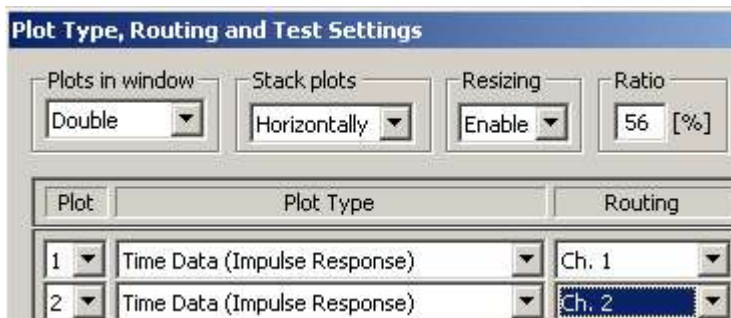 Plot Type, Routing and Test Settings
Plots in window Stack plots Resizing Ratio
Double Horizontally Enable 56 [%]
Plot Plot Type Routing
1 Time Data (Impulse Response) Ch. 1
2 Time Data (Impulse Response) Ch. 2